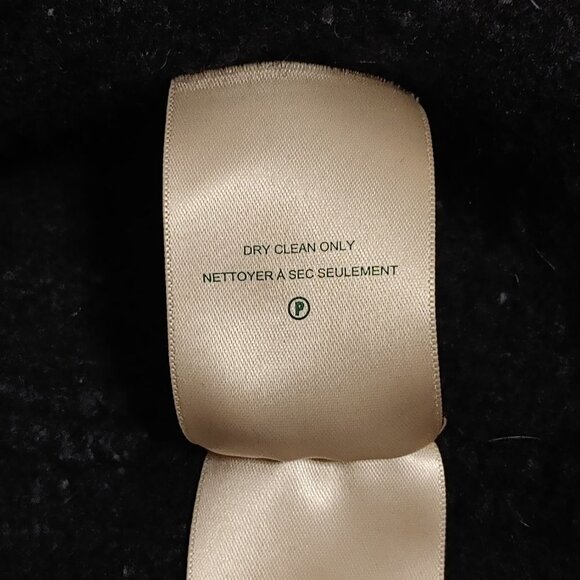 DRY CLEAN ONLY
NETTOYER À SEC SEULEMENT
P